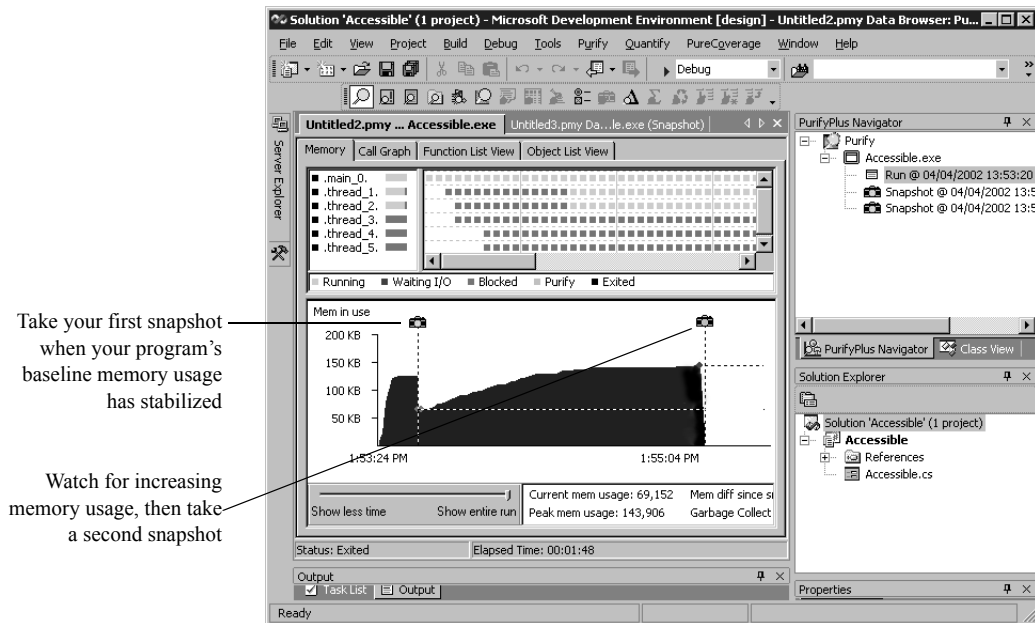 Solution 'Accessible' (1 project) - Microsoft Development Environment [design] - Untitled2.pmy Data Browser: Pu...
File Edit View Project Build Debug Tools Purify Quantify PureCoverage Window Help
Debug
Untitled2.pmy ... Accessible.exe Untitled3.pmy Da...le.exe (Snapshot)
Server Explorer
Memory Call Graph Function List View Object List View
.main_0.
.thread_1.
.thread_2.
.thread_3.
.thread_4.
.thread_5.
Running Waiting I/O Blocked Purify Exited
Mem in use
200 KB
150 KB
100 KB
50 KB
1:53:24 PM 1:55:04 PM
Show less time Show entire run
Current mem usage: 69,152 Mem diff since
Peak mem usage: 143,906 Garbage Collect
Status: Exited Elapsed Time: 00:01:48
Output
Task List Output
Ready
PurifyPlus Navigator
Purify
Accessible.exe
Run @ 04/04/2002 13:53:20
Snapshot @ 04/04/2002 13:5
Snapshot @ 04/04/2002 13:5
PurifyPlus Navigator Class View
Solution Explorer
Solution 'Accessible' (1 project)
Accessible
References
Accessible.cs
Properties
Take your first snapshot
when your program's
baseline memory usage
has stabilized
Watch for increasing
memory usage, then take
a second snapshot